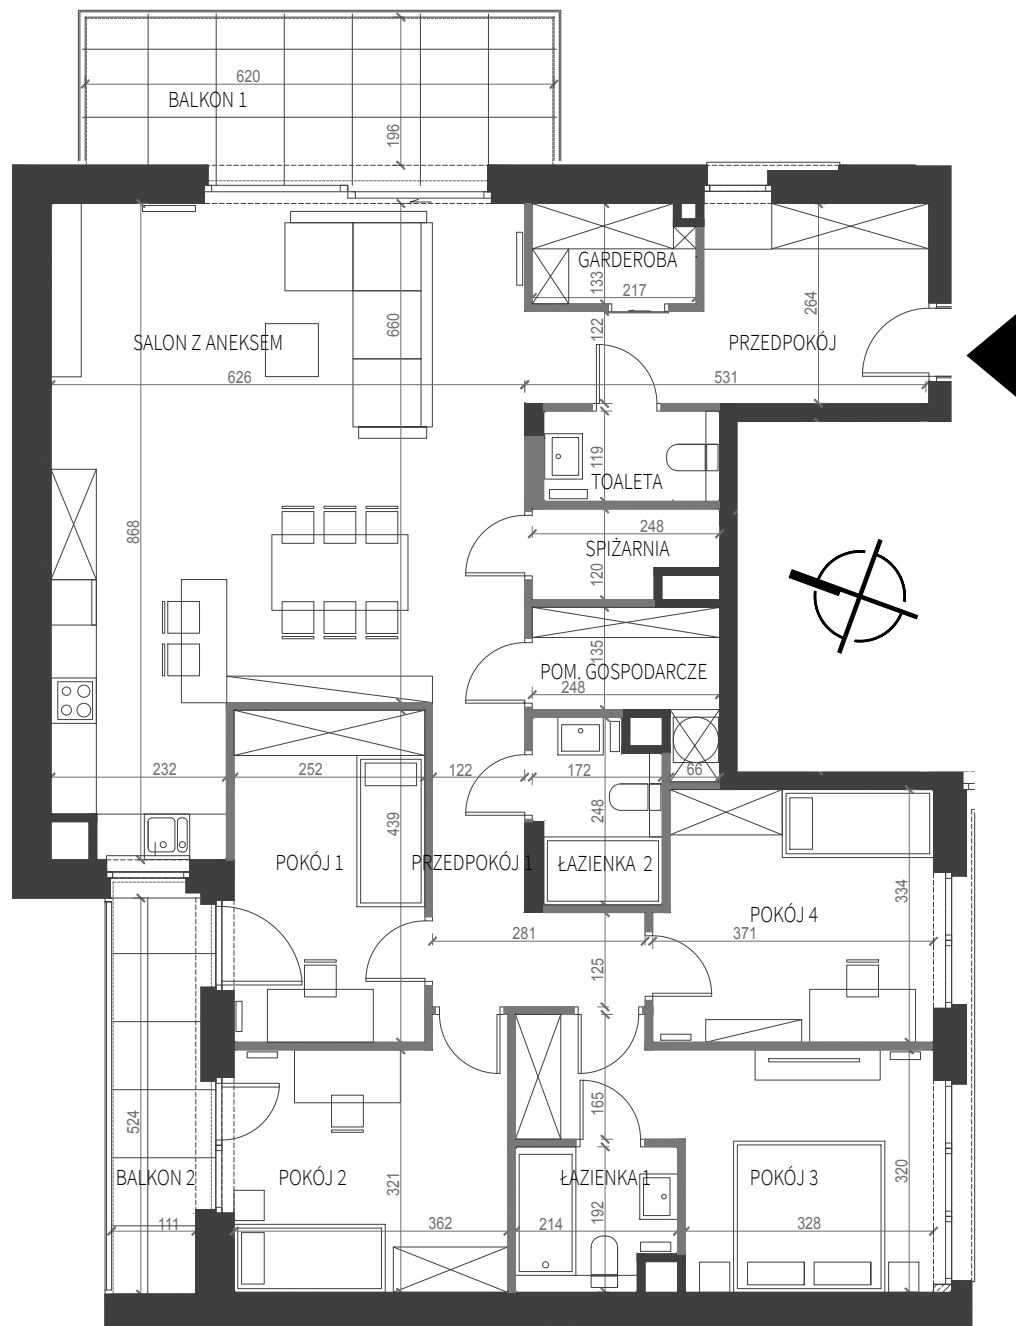 620
BALKON 1
196
GARDEROBA
133
217
264
122
660
SALON Z ANEKSEM
PRZEDPOKÓJ
626
531
119
TOALETA
868
248
SPIŻARNIA
120
135
POM. GOSPODARCZE
248
232
252
122
172
66
439
248
POKÓJ 1
PRZEDPOKÓJ 1
ŁAZIENKA 2
334
POKÓJ 4
281
371
125
524
165
BALKON 2
POKÓJ 2
321
ŁAZIENKA 1
POKÓJ 3
320
192
111
362
214
328